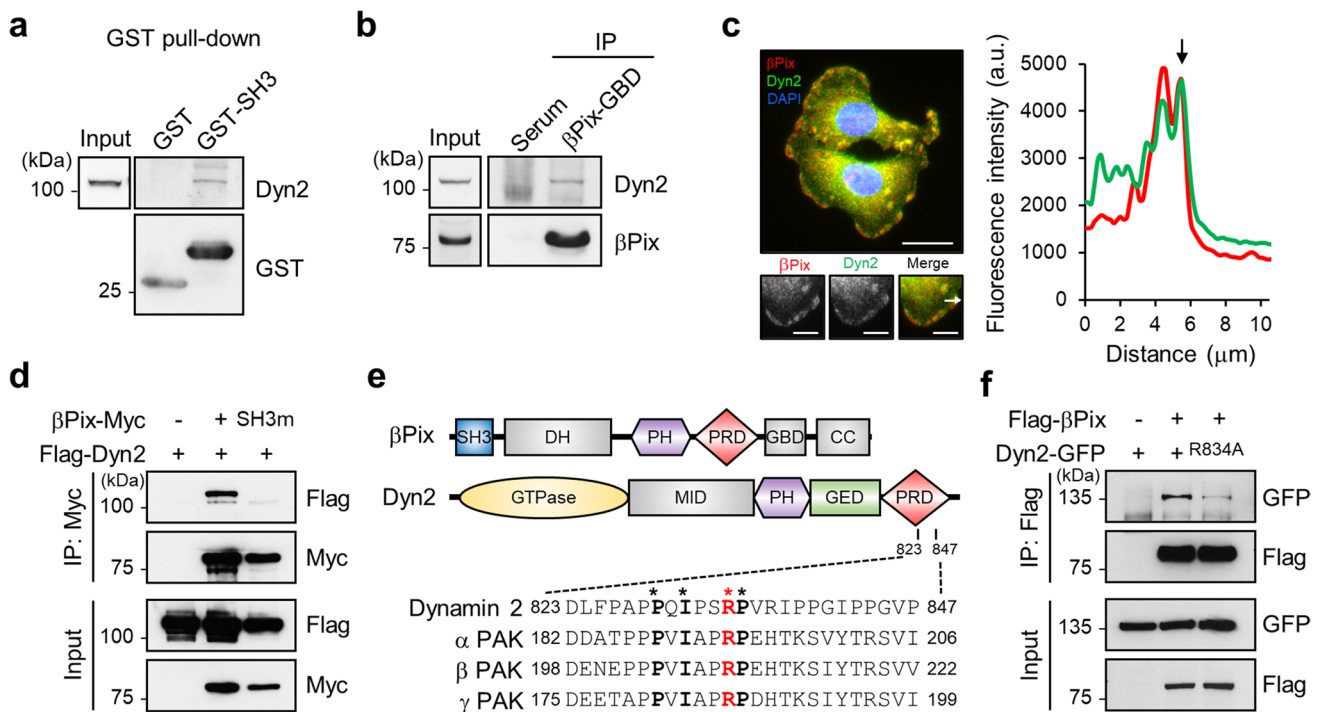 a
GST pull-down
Input
GST
GST-SH3
(kDa)
100
Dyn2
25
GST
b
IP
Input
Serum
βPix-GBD
(kDa)
100
Dyn2
75
βPix
c
βPix
Dyn2
DAPI
βPix
Dyn2
Merge
Fluorescence intensity (a.u.)
5000
4000
3000
2000
1000
0
0 2 4 6 8 10
Distance (μm)
d
βPix-Myc - + SH3m
Flag-Dyn2 + + +
(kDa)
IP: Myc
100
Flag
75
Myc
Input
100
Flag
75
Myc
e
βPix SH3 DH PH PRD GBD CC
Dyn2 GTPase MID PH GED PRD
823 847
* * * *
Dynamin 2 823 DLFPAPPQIPSRPVRIPPGIPPGVP 847
α PAK 182 DDATPPPVIAPRPEHTKSVYTRSVI 206
β PAK 198 DENEPPPVIAPRPEHTKSIYTRSVV 222
γ PAK 175 DEETAPPVIAPRPDHTKSIYTRSVI 199
f
Flag-βPix - + +
Dyn2-GFP + + R834A
(kDa)
IP: Flag
135
GFP
75
Flag
Input
135
GFP
75
Flag